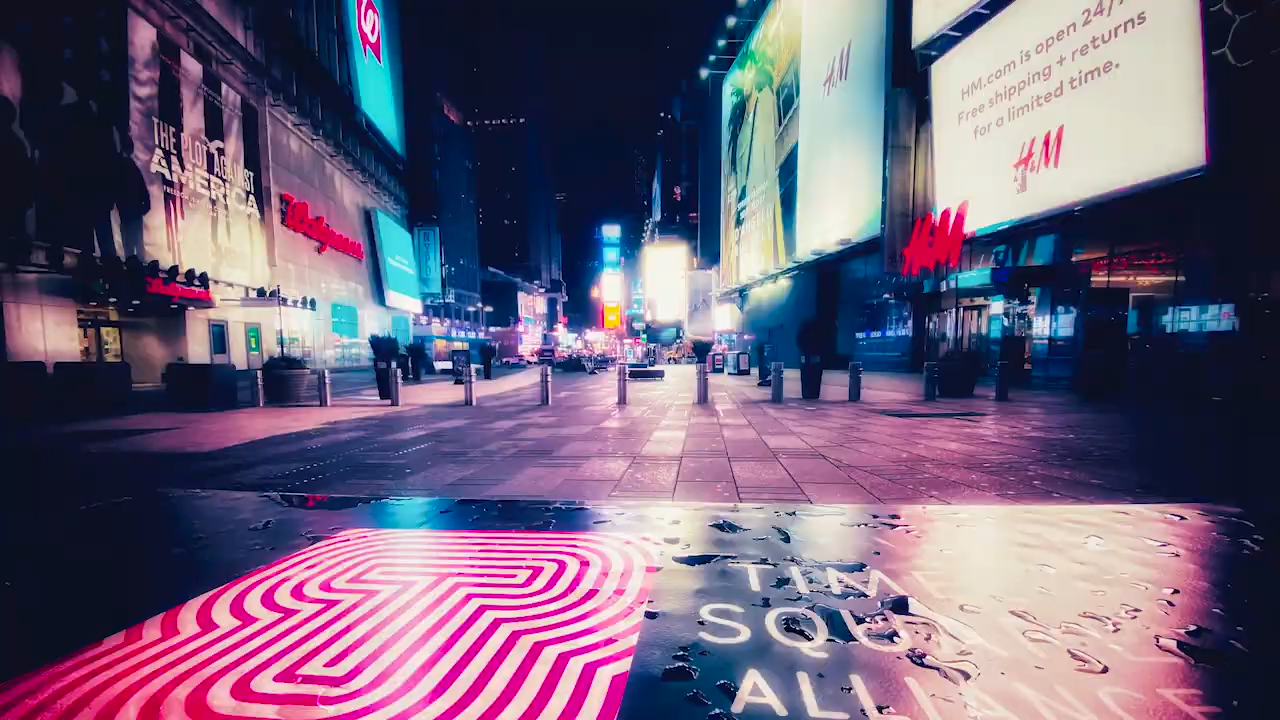 THE PLOT AGAINST
AMERICA
Walgreens
H&M
HM.com is open 24/7
Free shipping + returns
for a limited time.
H&M
H&M
TIMES
SQUARE
ALLIANCE